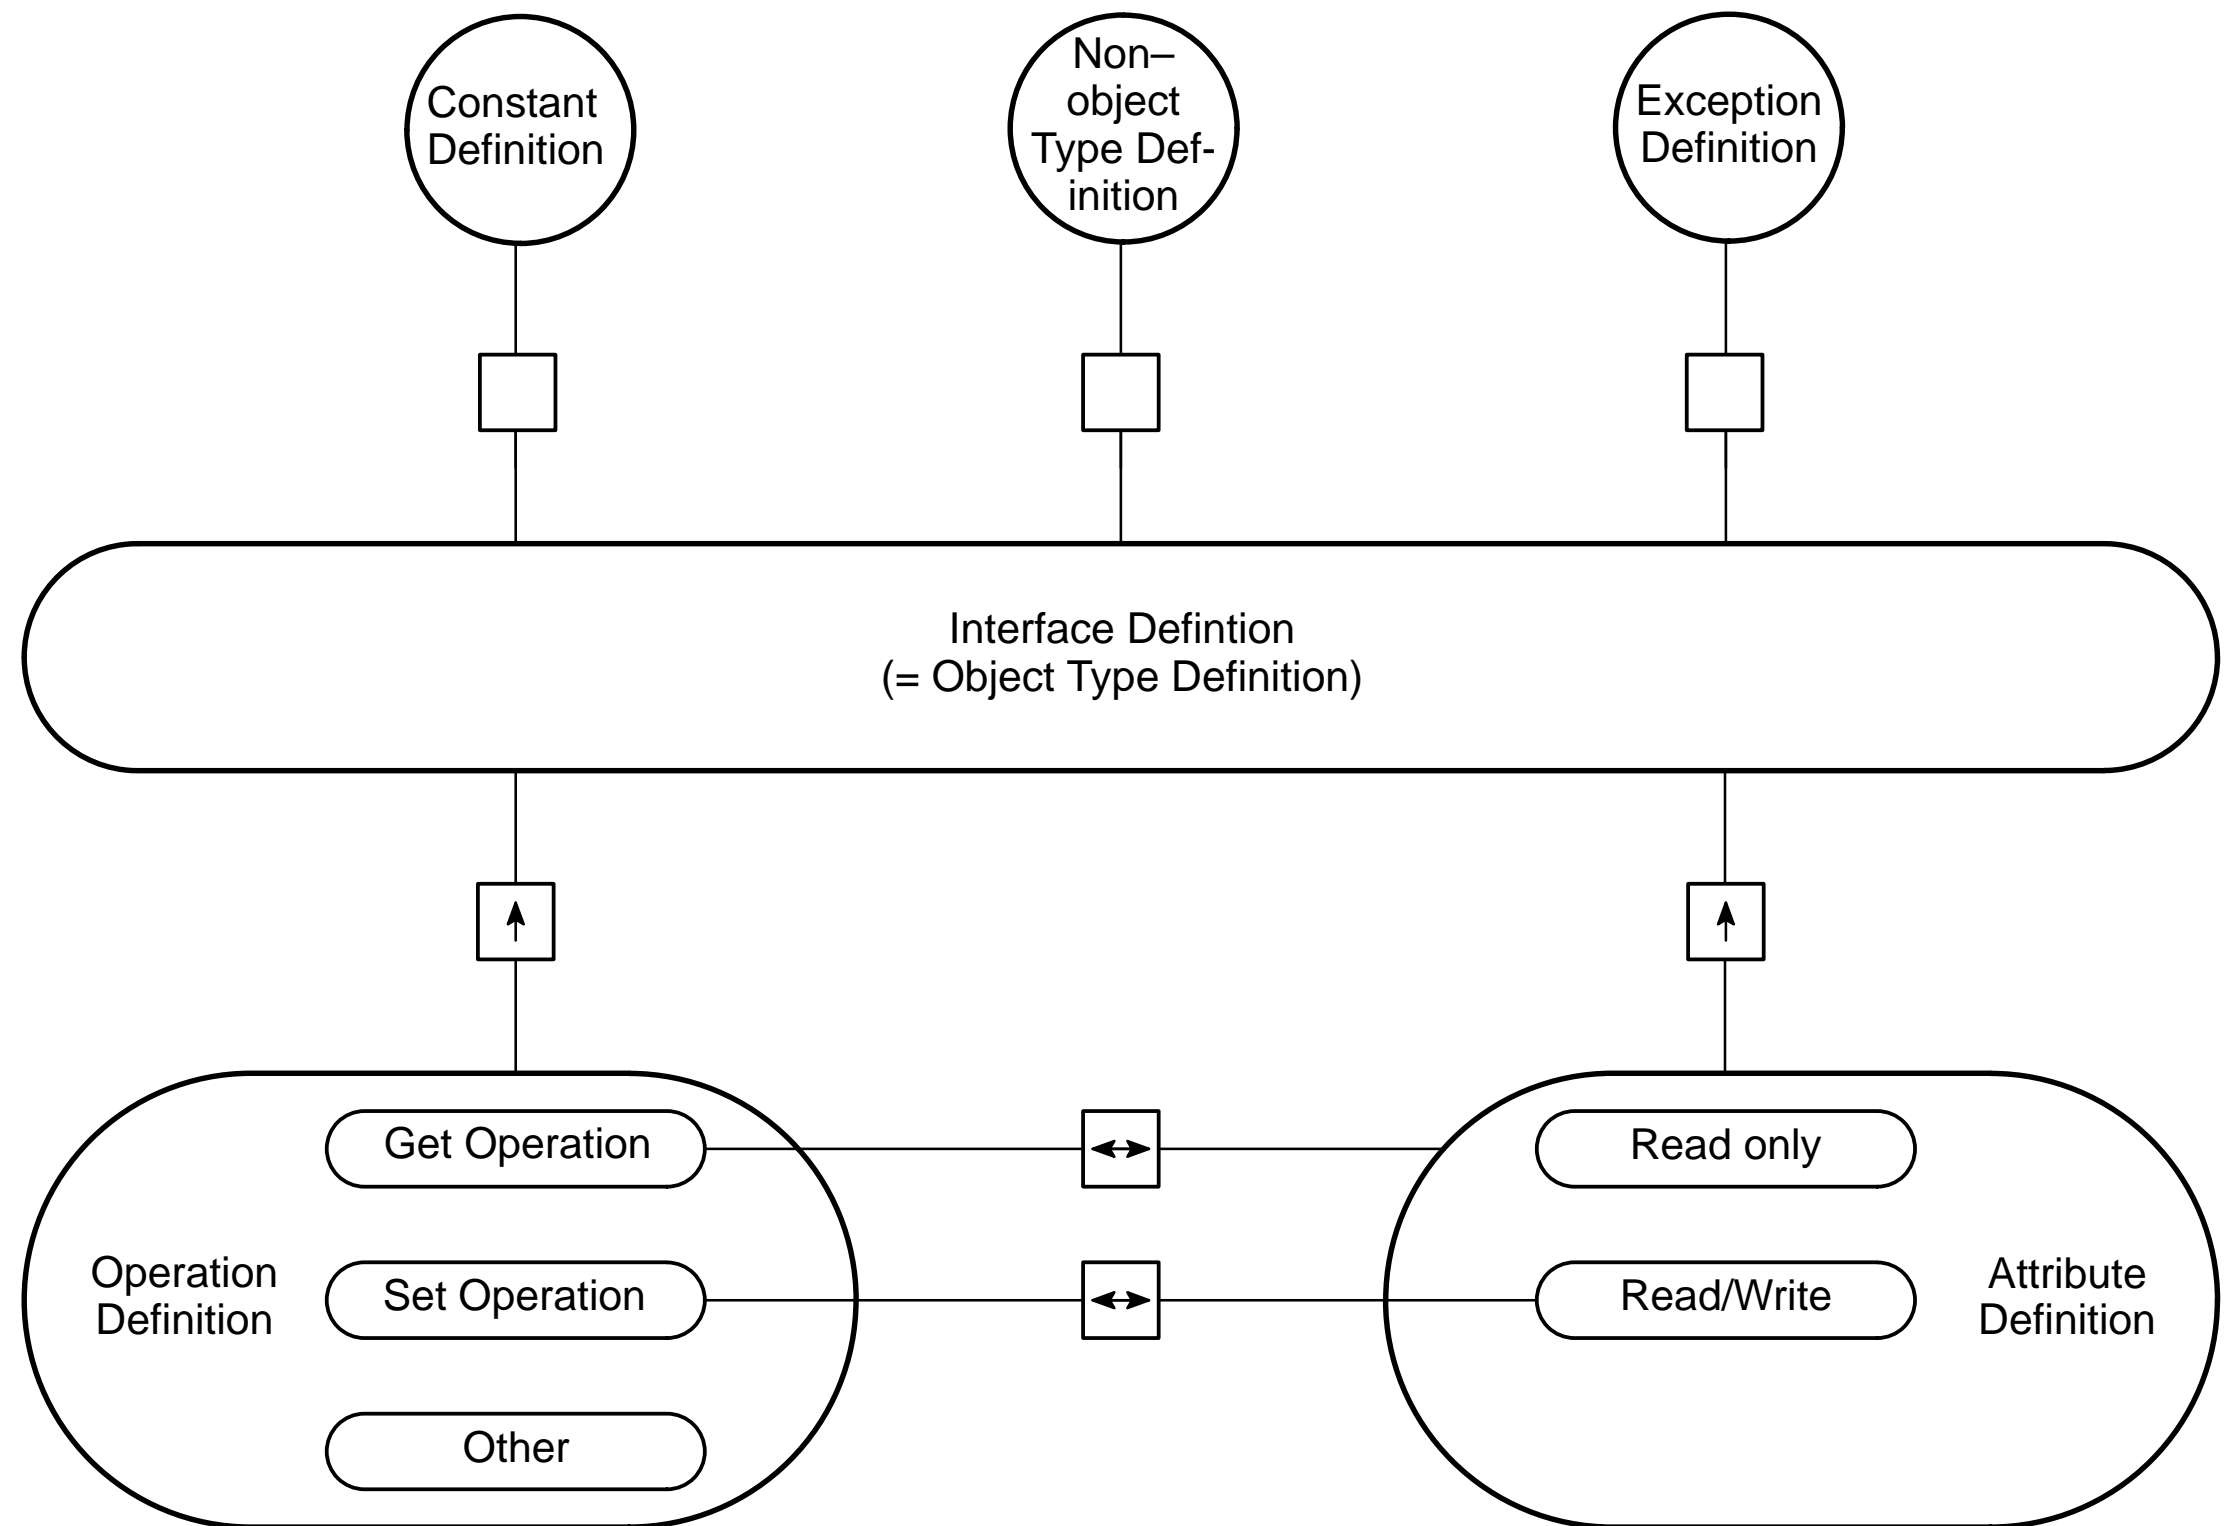 Constant
Definition
Non–
object
Type Def-
inition
Exception
Definition
Interface Defintion
(= Object Type Definition)
Get Operation
Read only
Operation
Definition
Set Operation
Read/Write
Attribute
Definition
Other